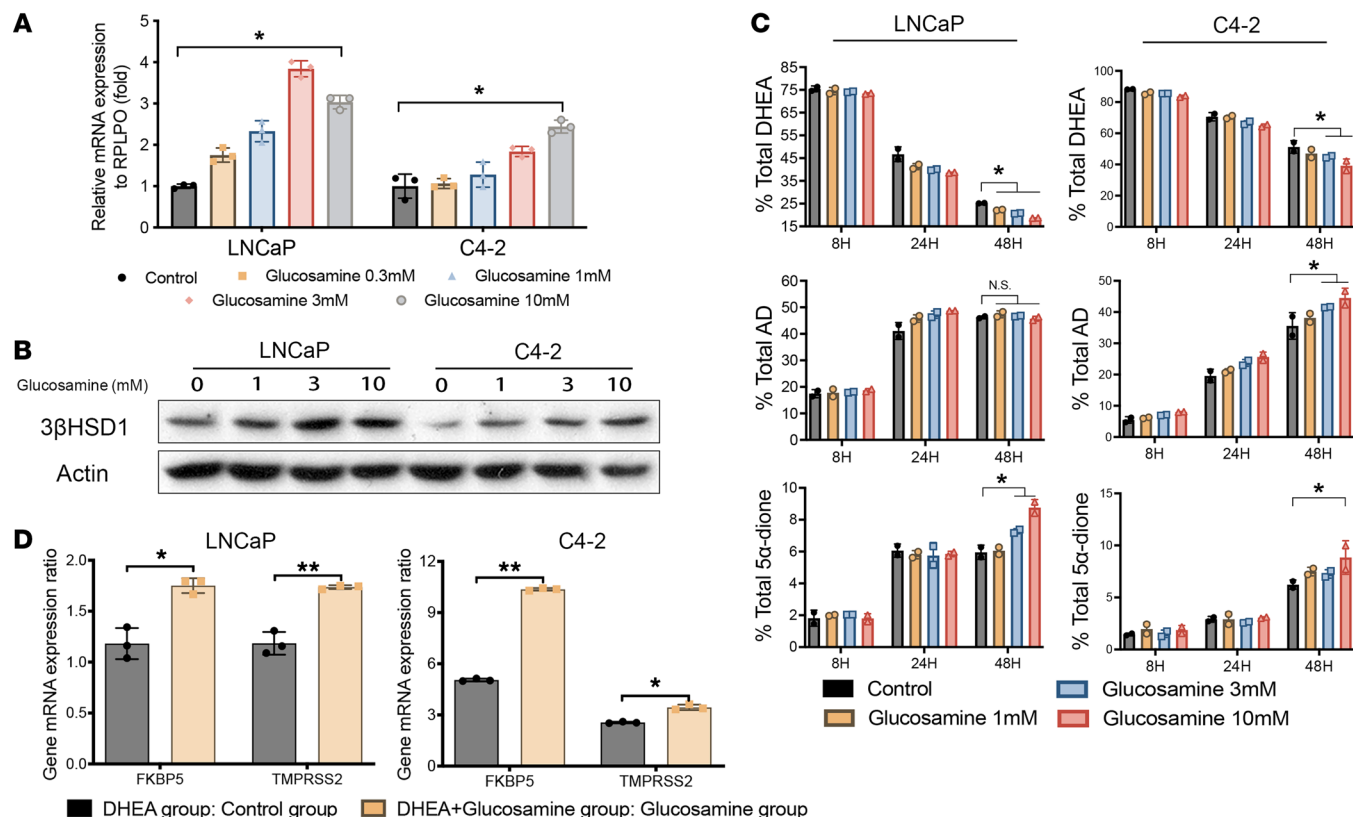 A
Relative mRNA expression
to RPLPO (fold)
5
4
3
2
1
0
*
*
LNCaP
C4-2
Control
Glucosamine 0.3mM
Glucosamine 1mM
Glucosamine 3mM
Glucosamine 10mM
B
LNCaP
C4-2
Glucosamine (mM)
0 1 3 10 0 1 3 10
3βHSD1
Actin
C
LNCaP
C4-2
% Total DHEA
75
45
35
25
15
*
8H 24H 48H
% Total DHEA
100
80
60
40
20
0
*
8H 24H 48H
% Total AD
60
50
40
30
20
10
0
N.S.
8H 24H 48H
% Total AD
50
40
30
20
10
0
*
8H 24H 48H
% Total 5α-dione
10
8
6
4
2
0
*
8H 24H 48H
% Total 5α-dione
15
10
5
0
*
8H 24H 48H
Control
Glucosamine 3mM
Glucosamine 1mM
Glucosamine 10mM
D
LNCaP
Gene mRNA expression ratio
2.0
1.5
1.0
0.5
0.0
*
**
FKBP5
TMPRSS2
C4-2
Gene mRNA expression ratio
12
9
6
3
0
**
*
FKBP5
TMPRSS2
DHEA group: Control group
DHEA+Glucosamine group: Glucosamine group